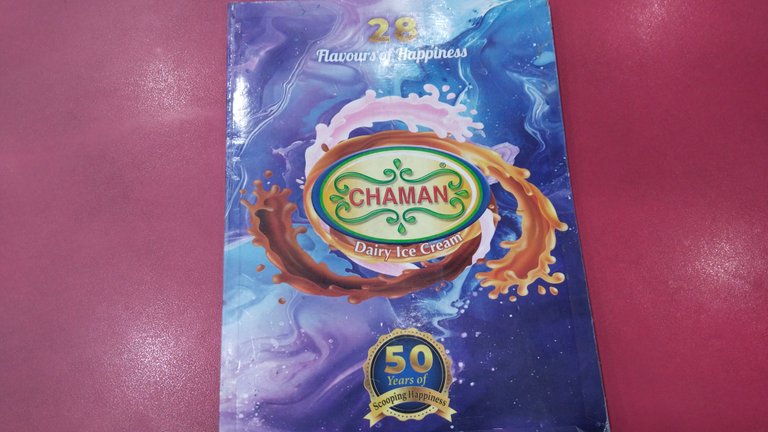 28
Flavours of Happiness
CHAMAN®
Dairy Ice Cream
50
Years of
Scooping Happiness